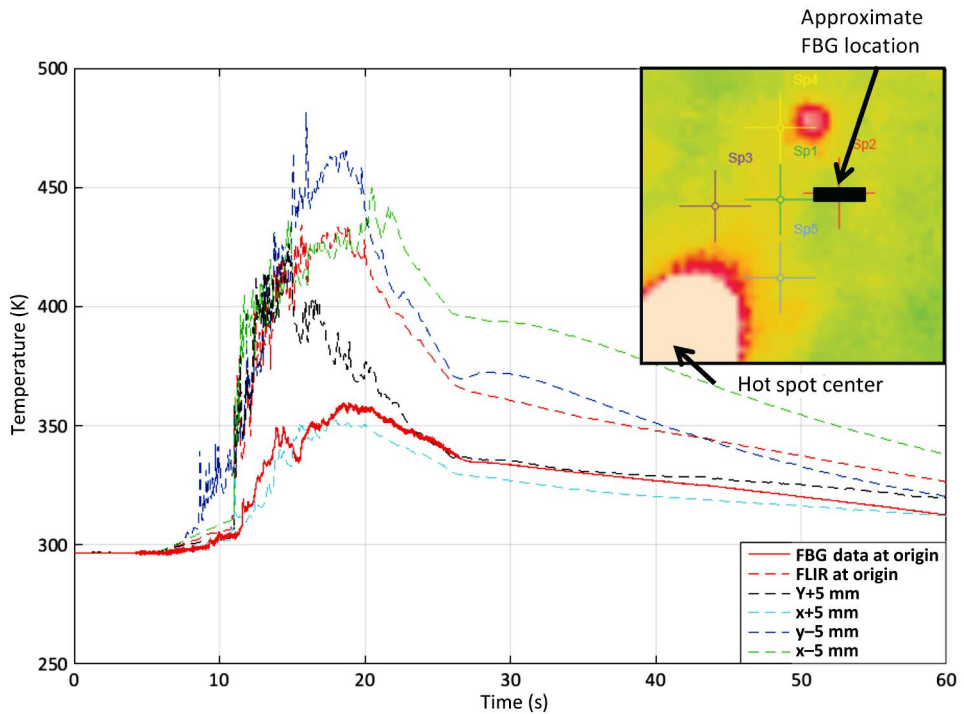 Approximate
FBG location
500
450
400
350
300
250
Temperature (K)
Sp4
Sp1
Sp2
Sp3
Sp5
Hot spot center
FBG data at origin
FLIR at origin
Y+5 mm
x+5 mm
y−5 mm
x−5 mm
0
10
20
30
40
50
60
Time (s)